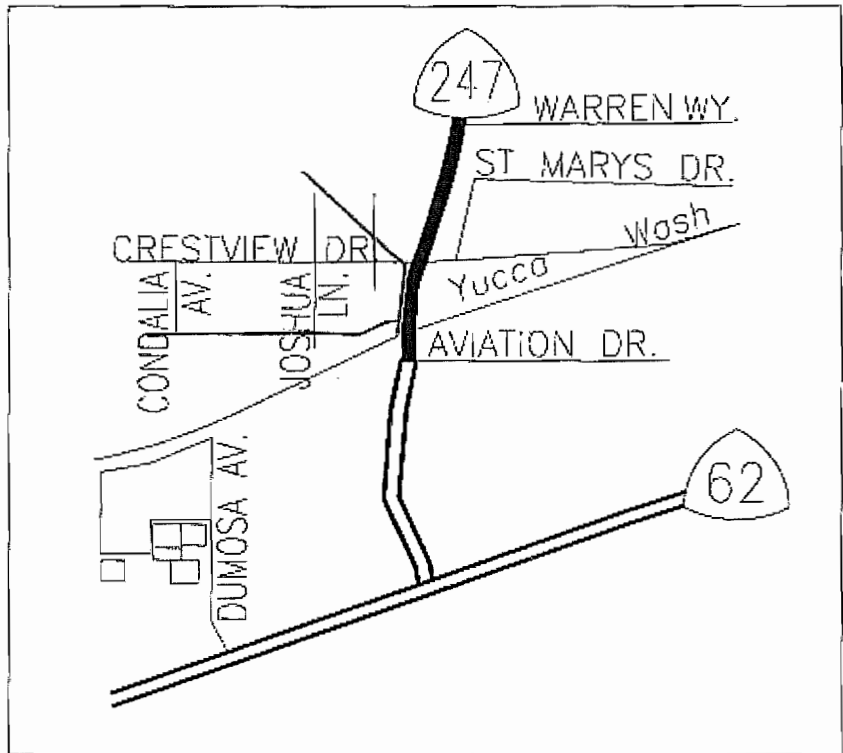 247
WARREN WY.
ST MARYS DR.
CRESTVIEW DR.
Yucca Wash
CONDALIA AV.
JOSHUA LN.
AVIATION DR.
DUMOSA AV.
62